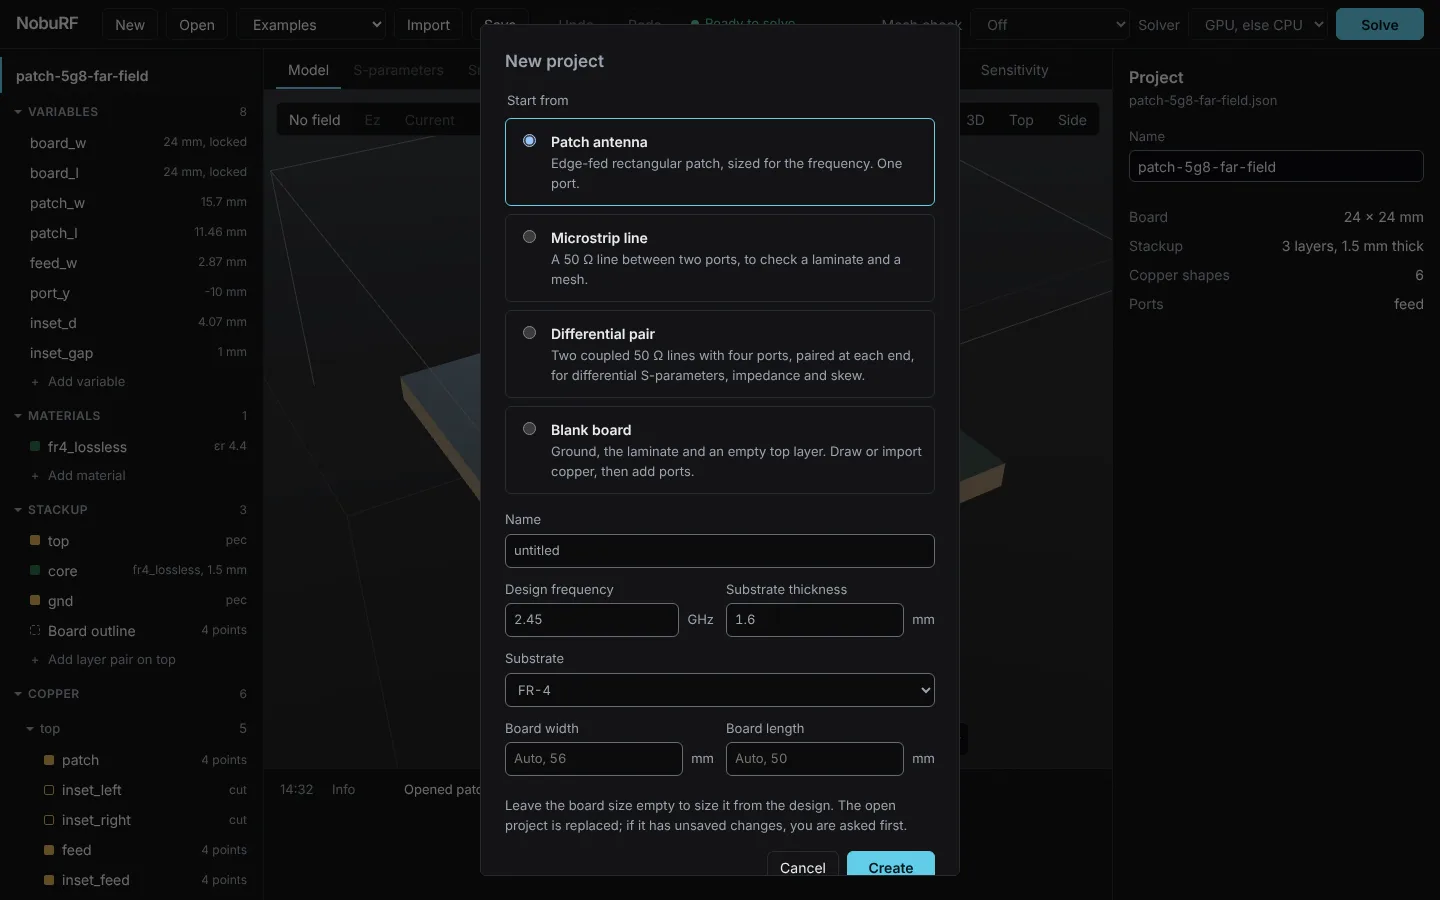 NobuRF
New
Open
Examples
Import
Save
Undo
Redo
Ready to solve
Mesh check
Off
Solver
GPU, else CPU
Solve
patch-5g8-far-field
VARIABLES 8
board_w 24 mm, locked
board_l 24 mm, locked
patch_w 15.7 mm
patch_l 11.46 mm
feed_w 2.87 mm
port_y -10 mm
inset_d 4.07 mm
inset_gap 1 mm
+ Add variable
MATERIALS 1
fr4_lossless εr 4.4
+ Add material
STACKUP 3
top pec
core fr4_lossless, 1.5 mm
gnd pec
Board outline 4 points
+ Add layer pair on top
COPPER 6
top 5
patch 4 points
inset_left cut
inset_right cut
feed 4 points
inset_feed 4 points
Model
S-parameters
Sensitivity
No field
Ez
Current
3D
Top
Side
14:32 Info Opened patc
New project
Start from
Patch antenna
Edge-fed rectangular patch, sized for the frequency. One
port.
Microstrip line
A 50 Ω line between two ports, to check a laminate and a
mesh.
Differential pair
Two coupled 50 Ω lines with four ports, paired at each end,
for differential S-parameters, impedance and skew.
Blank board
Ground, the laminate and an empty top layer. Draw or import
copper, then add ports.
Name
untitled
Design frequency
2.45 GHz
Substrate thickness
1.6 mm
Substrate
FR-4
Board width
Auto, 56 mm
Board length
Auto, 50 mm
Leave the board size empty to size it from the design. The open
project is replaced; if it has unsaved changes, you are asked first.
Cancel
Create
Project
patch-5g8-far-field.json
Name
patch-5g8-far-field
Board 24 × 24 mm
Stackup 3 layers, 1.5 mm thick
Copper shapes 6
Ports feed